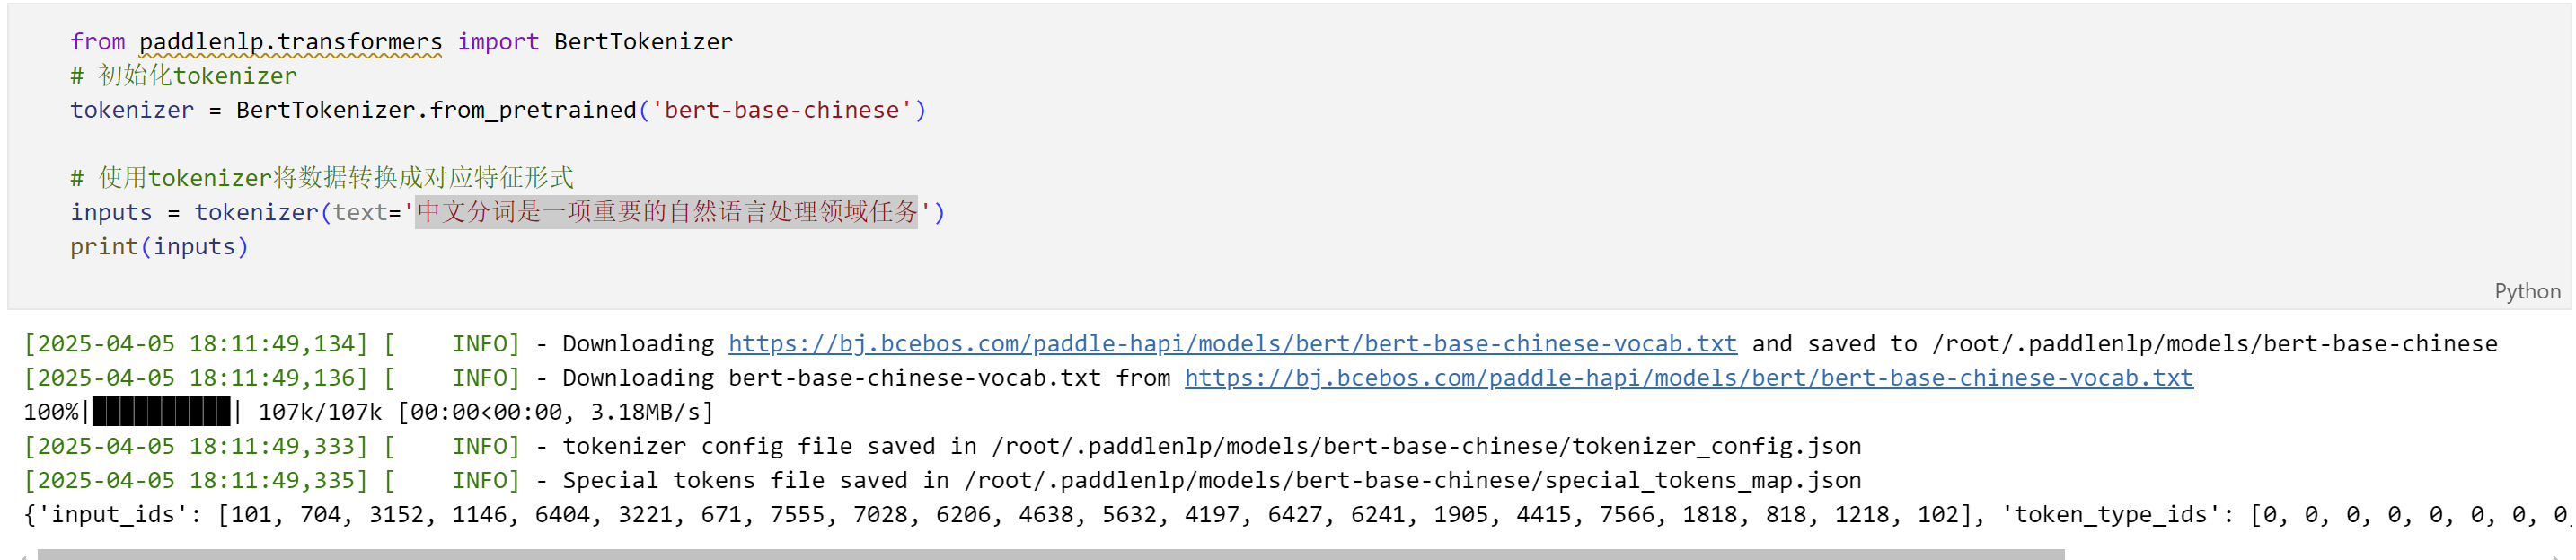 from paddlenlp.transformers import BertTokenizer
# 初始化tokenizer
tokenizer = BertTokenizer.from_pretrained('bert-base-chinese')
# 使用tokenizer将数据转换成对应特征形式
inputs = tokenizer(text='中文分词是一项重要的自然语言处理领域任务')
print(inputs)
Python
[2025-04-05 18:11:49,134] [    INFO] - Downloading https://bj.bcebos.com/paddle-hapi/models/bert/bert-base-chinese-vocab.txt and saved to /root/.paddlenlp/models/bert-base-chinese
[2025-04-05 18:11:49,136] [    INFO] - Downloading bert-base-chinese-vocab.txt from https://bj.bcebos.com/paddle-hapi/models/bert/bert-base-chinese-vocab.txt
100%|██████████| 107k/107k [00:00<00:00, 3.18MB/s]
[2025-04-05 18:11:49,333] [    INFO] - tokenizer config file saved in /root/.paddlenlp/models/bert-base-chinese/tokenizer_config.json
[2025-04-05 18:11:49,335] [    INFO] - Special tokens file saved in /root/.paddlenlp/models/bert-base-chinese/special_tokens_map.json
{'input_ids': [101, 704, 3152, 1146, 6404, 3221, 671, 7555, 7028, 6206, 4638, 5632, 4197, 6427, 6241, 1905, 4415, 7566, 1818, 818, 1218, 102], 'token_type_ids': [0, 0, 0, 0, 0, 0, 0, 0